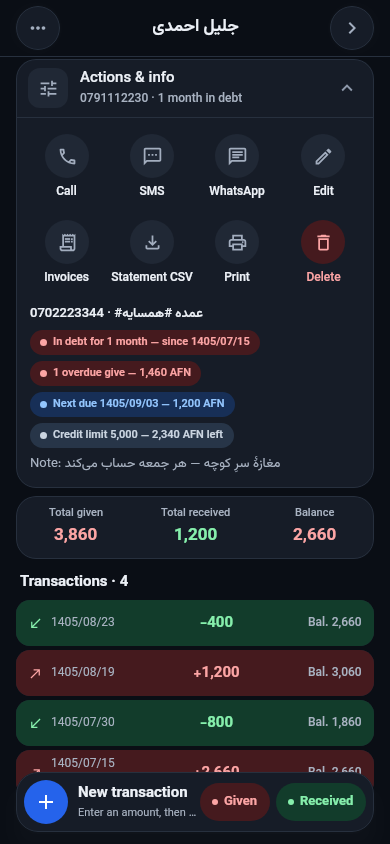 جلیل احمدی
Actions & info
0791112230 · 1 month in debt
Call SMS WhatsApp Edit
Invoices Statement CSV Print Delete
0702223344 · #عمده #همسایه
In debt for 1 month — since 1405/07/15
1 overdue give — 1,460 AFN
Next due 1405/09/03 — 1,200 AFN
Credit limit 5,000 — 2,340 AFN left
Note: مغازهٔ سرِ کوچه — هر جمعه حساب می‌کند
Total given Total received Balance
3,860 1,200 2,660
Transactions · 4
1405/08/23 −400 Bal. 2,660
1405/08/19 +1,200 Bal. 3,060
1405/07/30 −800 Bal. 1,860
1405/07/15 +2,660 Bal. 2,660
New transaction
Enter an amount, then …
Given Received